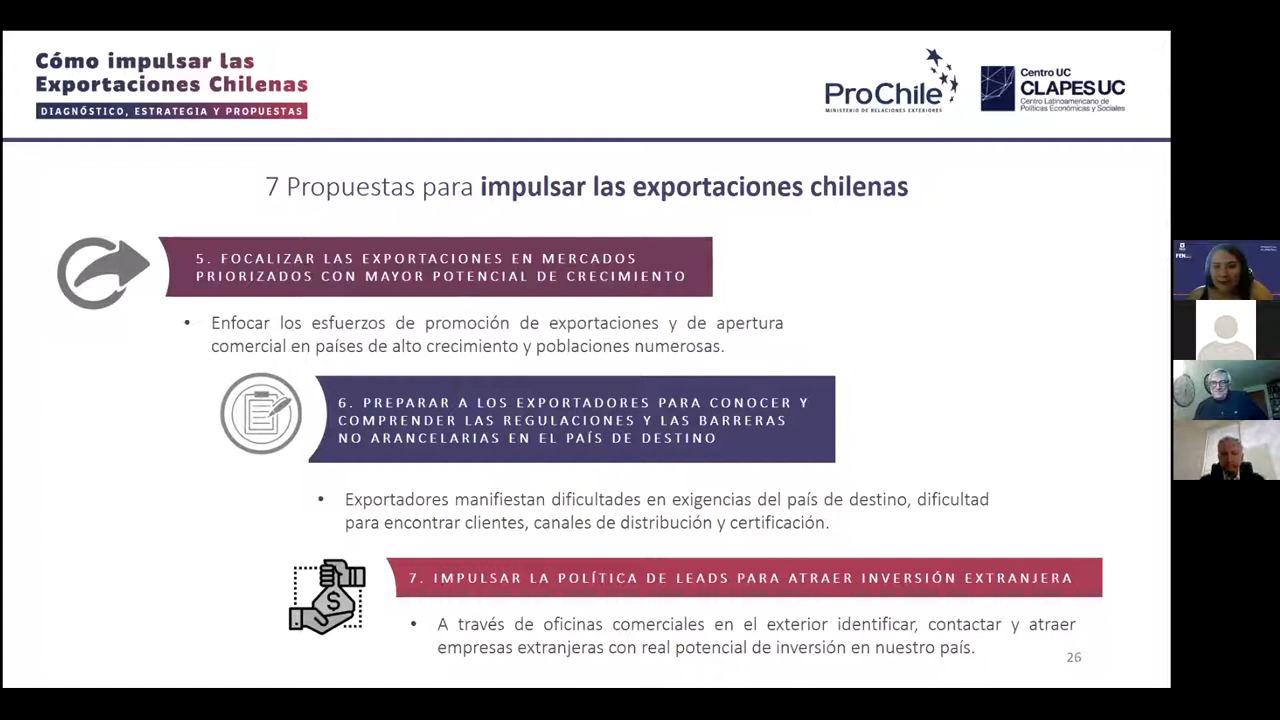 Cómo impulsar las
Exportaciones Chilenas
DIAGNÓSTICO, ESTRATEGIA Y PROPUESTAS
ProChile
MINISTERIO DE RELACIONES EXTERIORES
Centro UC
CLAPES UC
Centro Latinoamericano de
Políticas Económicas y Sociales
7 Propuestas para impulsar las exportaciones chilenas
5. FOCALIZAR LAS EXPORTACIONES EN MERCADOS
PRIORIZADOS CON MAYOR POTENCIAL DE CRECIMIENTO
• Enfocar los esfuerzos de promoción de exportaciones y de apertura
comercial en países de alto crecimiento y poblaciones numerosas.
6. PREPARAR A LOS EXPORTADORES PARA CONOCER Y
COMPRENDER LAS REGULACIONES Y LAS BARRERAS
NO ARANCELARIAS EN EL PAÍS DE DESTINO
• Exportadores manifiestan dificultades en exigencias del país de destino, dificultad
para encontrar clientes, canales de distribución y certificación.
7. IMPULSAR LA POLÍTICA DE LEADS PARA ATRAER INVERSIÓN EXTRANJERA
$
• A través de oficinas comerciales en el exterior identificar, contactar y atraer
empresas extranjeras con real potencial de inversión en nuestro país.
26
FEN